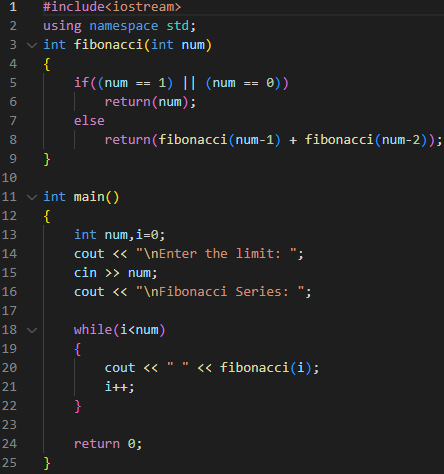 1 #include<iostream>
2 using namespace std;
3 int fibonacci(int num)
4 {
5     if((num == 1) || (num == 0))
6         return(num);
7     else
8         return(fibonacci(num-1) + fibonacci(num-2));
9 }
10
11 int main()
12 {
13     int num,i=0;
14     cout << "\nEnter the limit: ";
15     cin >> num;
16     cout << "\nFibonacci Series: ";
17
18     while(i<num)
19     {
20         cout << " " << fibonacci(i);
21         i++;
22     }
23
24     return 0;
25 }